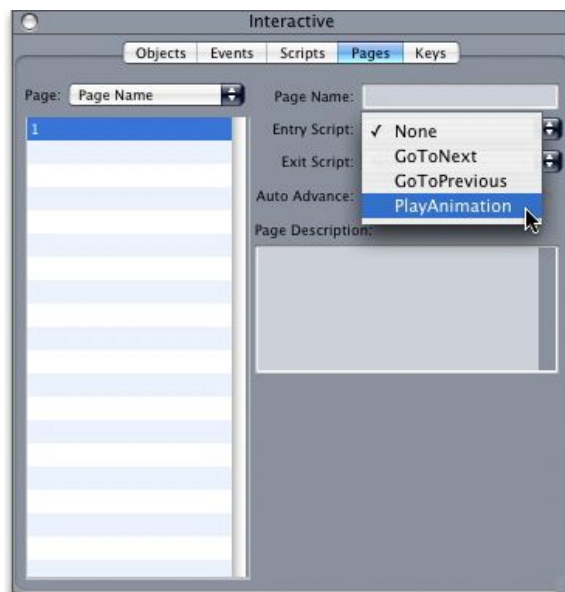 Interactive
Objects Events Scripts Pages Keys
Page: Page Name
1
Page Name:
Entry Script:
✓ None
GoToNext
GoToPrevious
PlayAnimation
Exit Script:
Auto Advance:
Page Description: